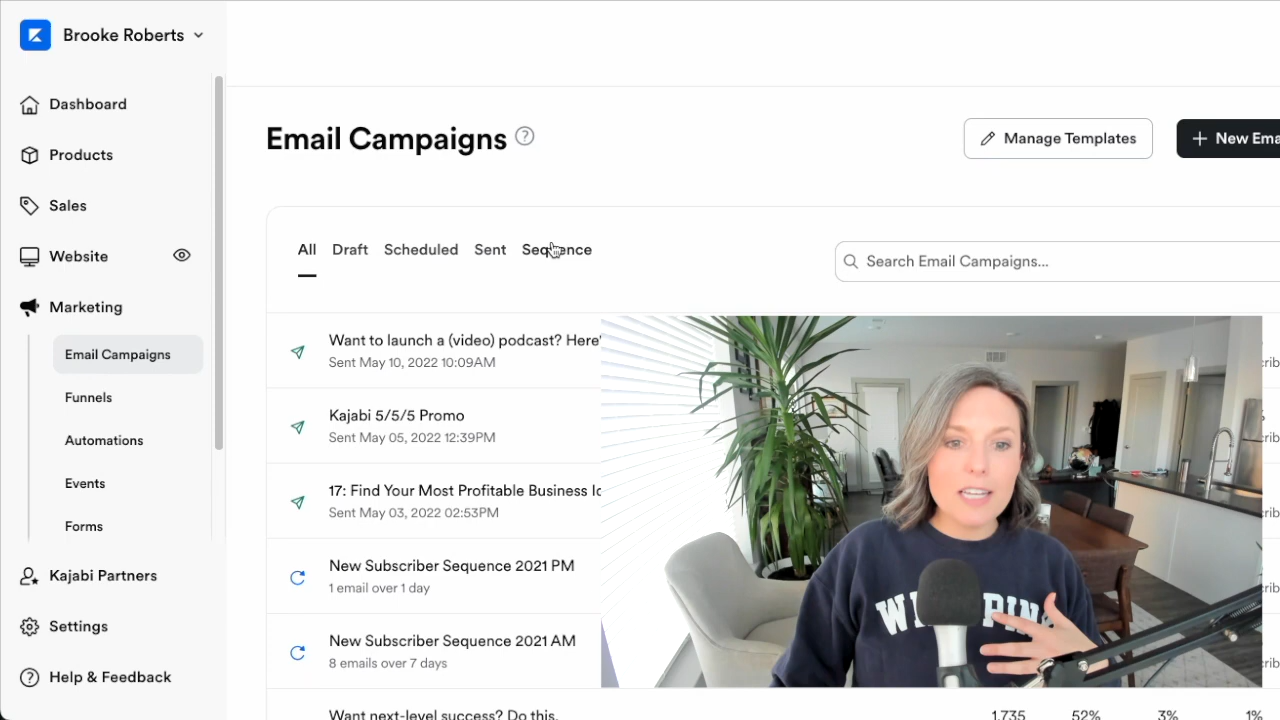 Brooke Roberts
Dashboard
Products
Sales
Website
Marketing
Email Campaigns
Funnels
Automations
Events
Forms
Kajabi Partners
Settings
Help & Feedback
Email Campaigns
Manage Templates
+ New Ema
All Draft Scheduled Sent Sequence
Search Email Campaigns...
Want to launch a (video) podcast? Here'
Sent May 10, 2022 10:09AM
Kajabi 5/5/5 Promo
Sent May 05, 2022 12:39PM
17: Find Your Most Profitable Business Ic
Sent May 03, 2022 02:53PM
New Subscriber Sequence 2021 PM
1 email over 1 day
New Subscriber Sequence 2021 AM
8 emails over 7 days
Want next-level success? Do this.
1,735 52% 3% 1%